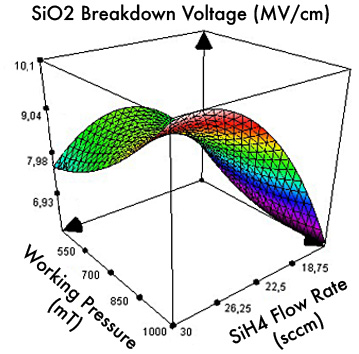 SiO2 Breakdown Voltage (MV/cm)
10,1
9,04
7,98
6,93
550
700
850
1000
30
26,25
22,5
18,75
Working Pressure
(mT)
SiH4 Flow Rate
(sccm)